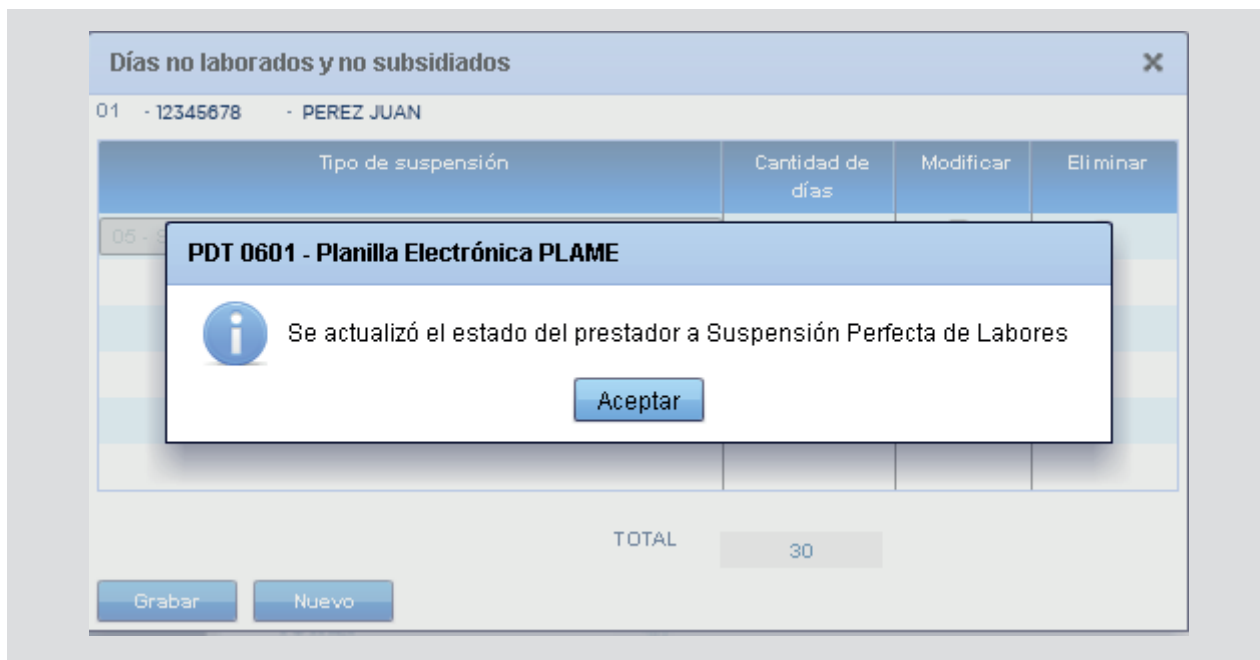 Días no laborados y no subsidiados
01 - 12345678 - PEREZ JUAN
Tipo de suspensión
Cantidad de días
Modificar
Eliminar
05 - S
PDT 0601 - Planilla Electrónica PLAME
Se actualizó el estado del prestador a Suspensión Perfecta de Labores
Aceptar
TOTAL
30
Grabar
Nuevo